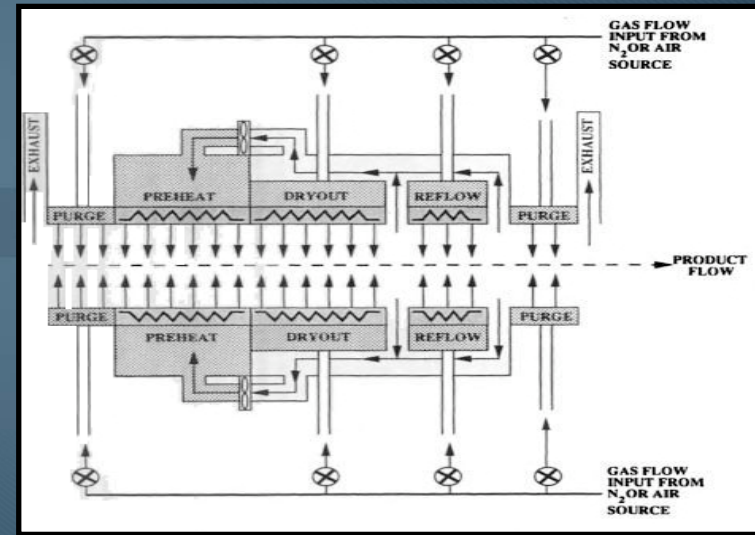 GAS FLOW
INPUT FROM
N2 OR AIR
SOURCE
EXHAUST
EXHAUST
PREHEAT
DRYOUT
REFLOW
PURGE
PURGE
PRODUCT
FLOW
PURGE
PREHEAT
DRYOUT
REFLOW
PURGE
GAS FLOW
INPUT FROM
N2 OR AIR
SOURCE